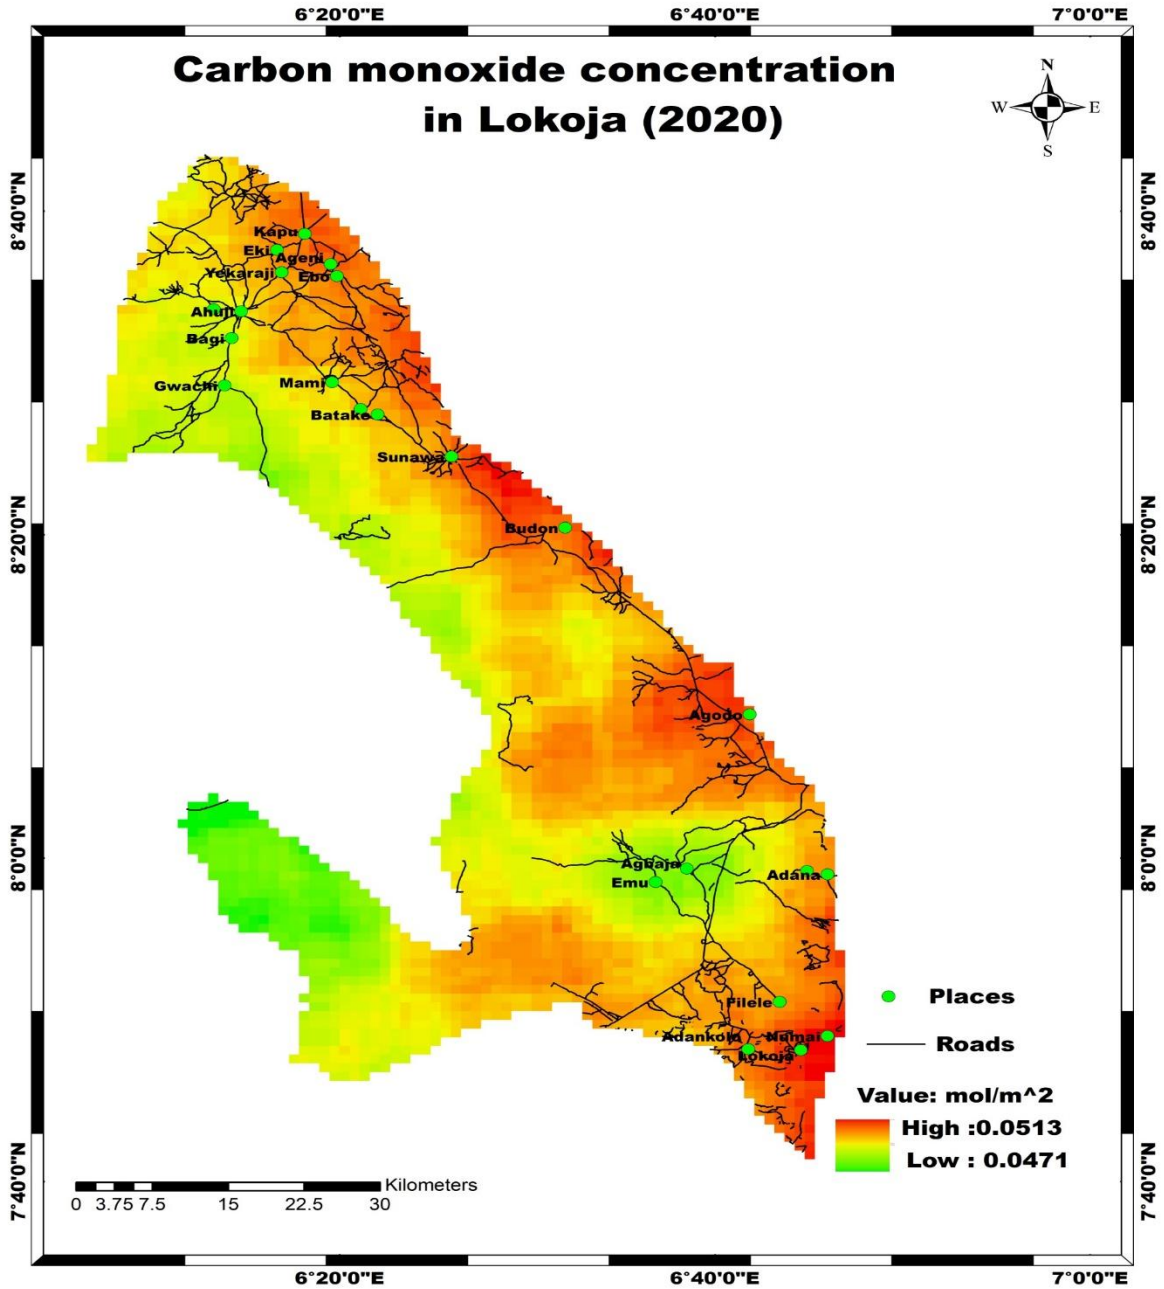 6°20'0"E 6°40'0"E 7°0'0"E
Carbon monoxide concentration
in Lokoja (2020)
N
W E
S
8°40'0"N 8°40'0"N
Kapu
Eki
Ageni
Yekaraji Ebo
Ahuji
Bagi
Gwachi Mami
Batake
Sunawa
8°20'0"N Budon 8°20'0"N
Agodo
8°0'0"N Agbaja Adana 8°0'0"N
Emu
Filele Places
Adankolo Numai
Lokoja Roads
Value: mol/m^2
High :0.0513
Low : 0.0471
7°40'0"N 7°40'0"N
Kilometers
0 3.75 7.5 15 22.5 30
6°20'0"E 6°40'0"E 7°0'0"E